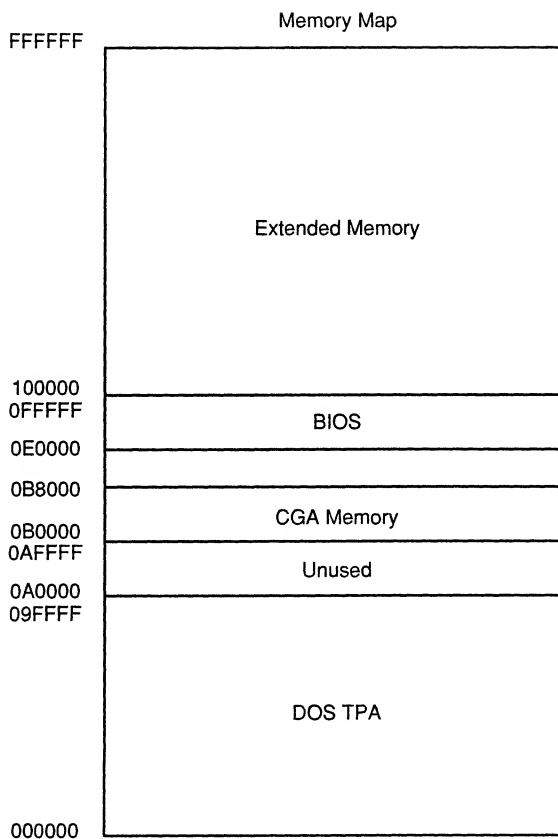 Memory Map
FFFFFF
Extended Memory
100000
0FFFFF
BIOS
0E0000
0B8000
CGA Memory
0B0000
0AFFFF
Unused
0A0000
09FFFF
DOS TPA
000000